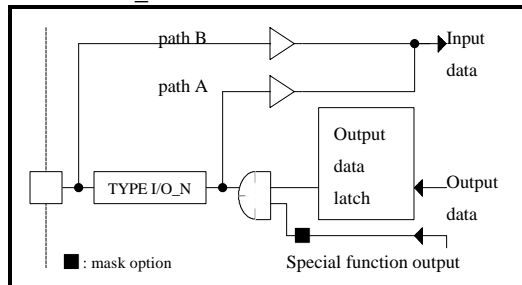 path B
Input
data
path A
Output
data
latch
TYPE I/O_N
Output
data
: mask option
Special function output